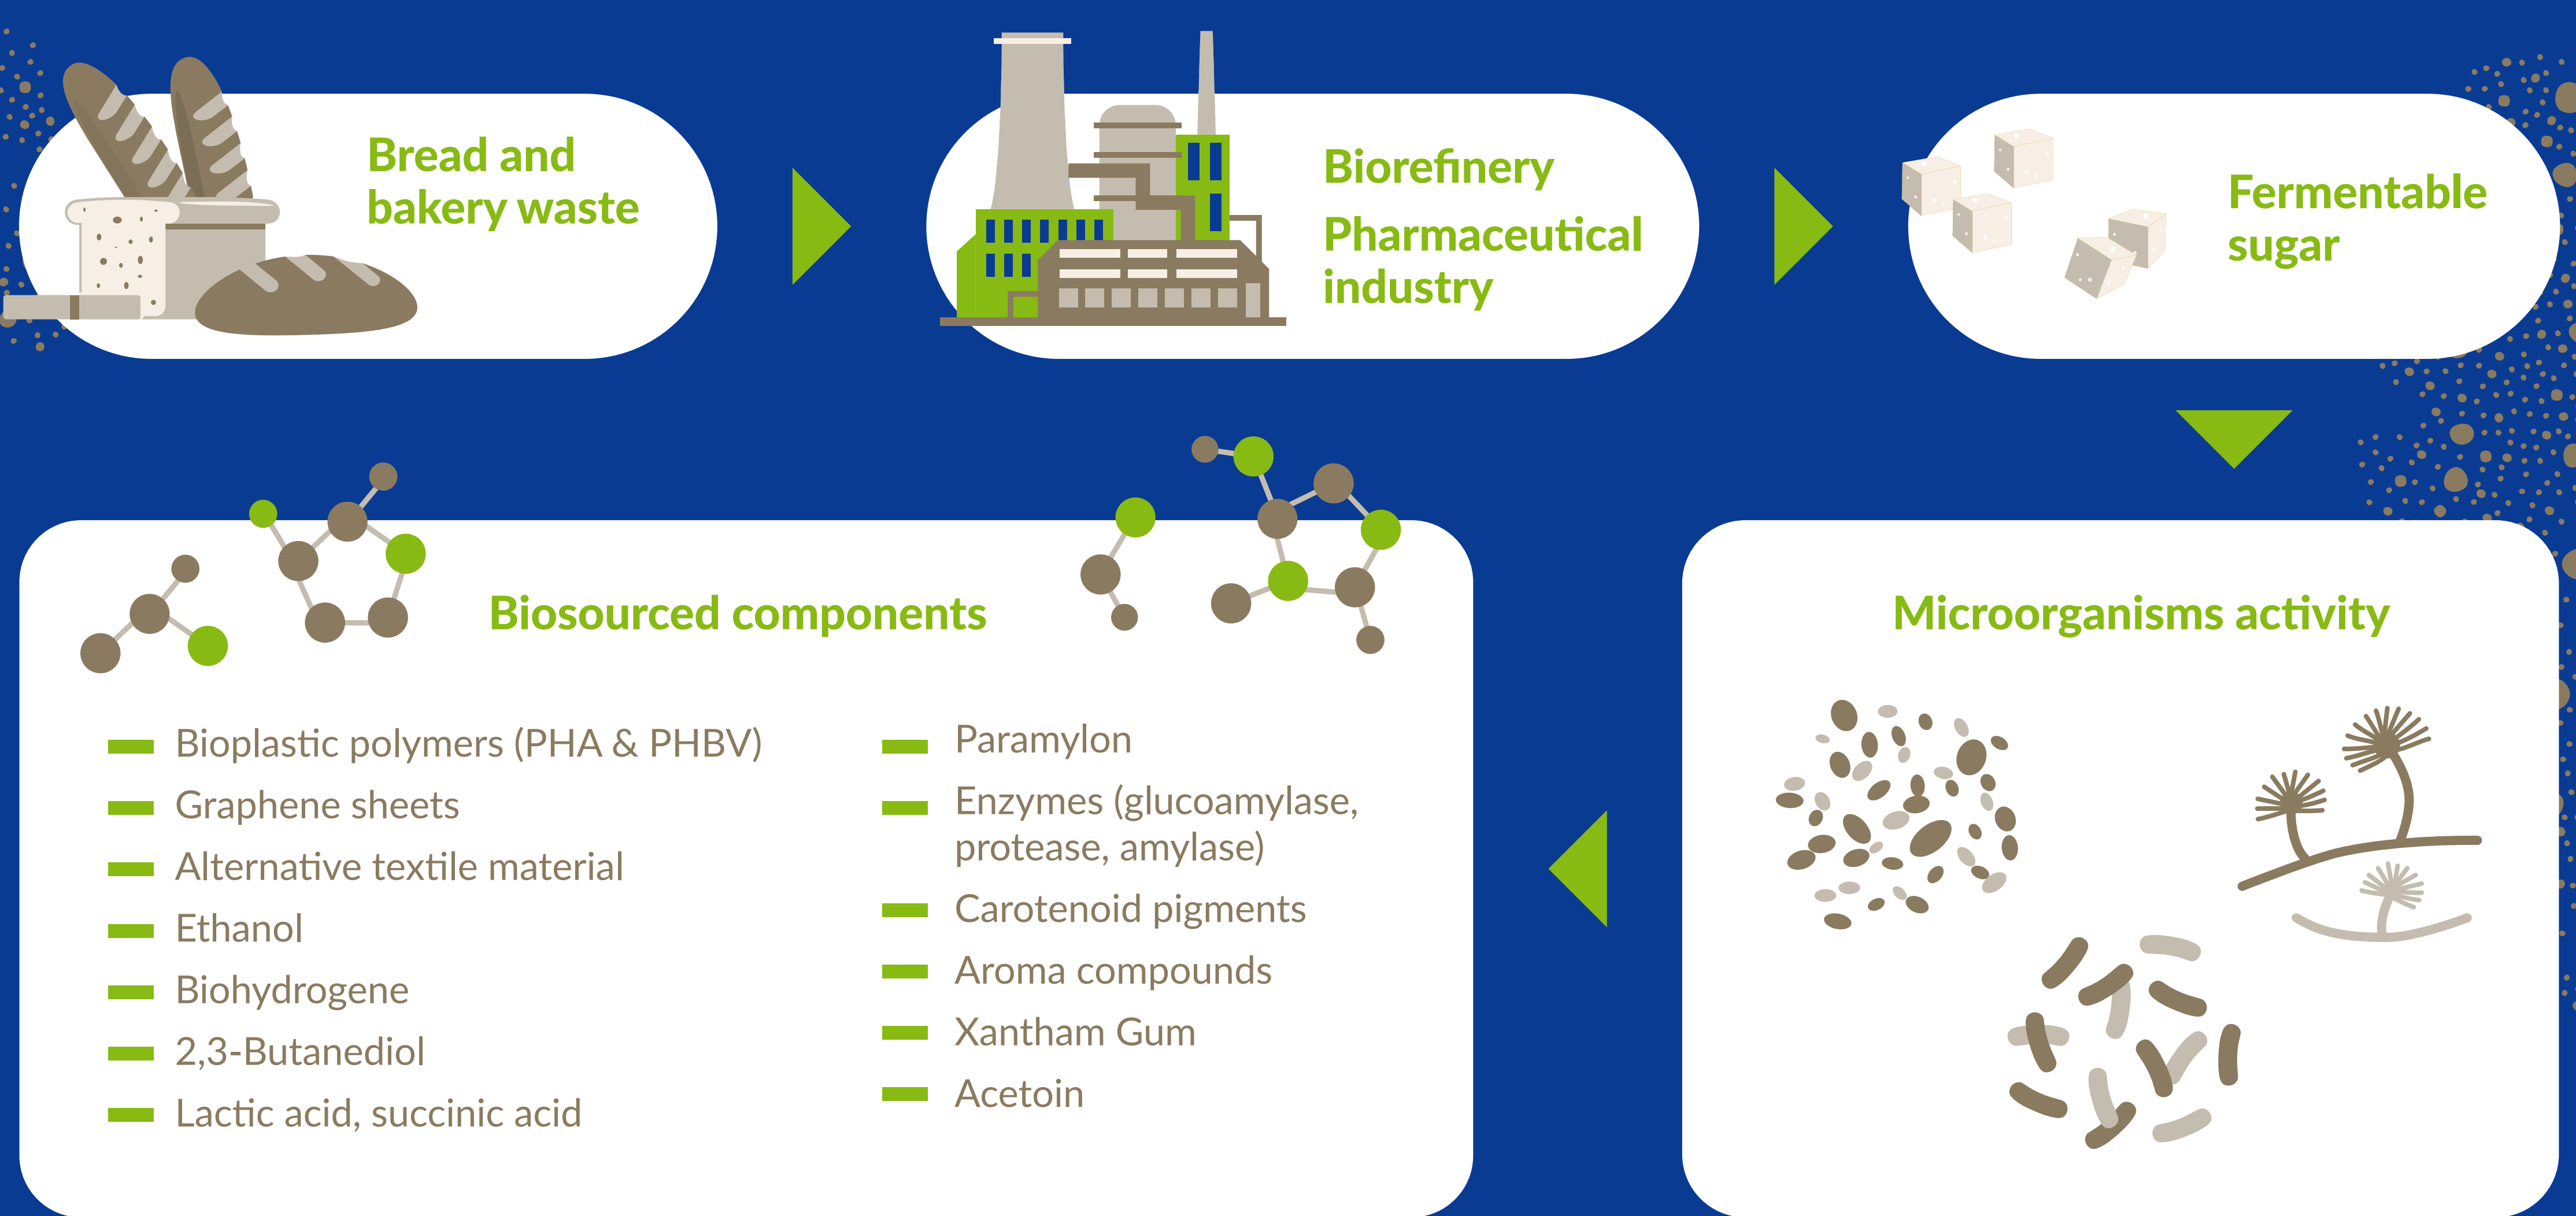 Bread and
bakery waste
Biorefinery
Pharmaceutical
industry
Fermentable
sugar
Biosourced components
Bioplastic polymers (PHA & PHBV)
Graphene sheets
Alternative textile material
Ethanol
Biohydrogene
2,3-Butanediol
Lactic acid, succinic acid
Paramylon
Enzymes (glucoamylase,
protease, amylase)
Carotenoid pigments
Aroma compounds
Xantham Gum
Acetoin
Microorganisms activity